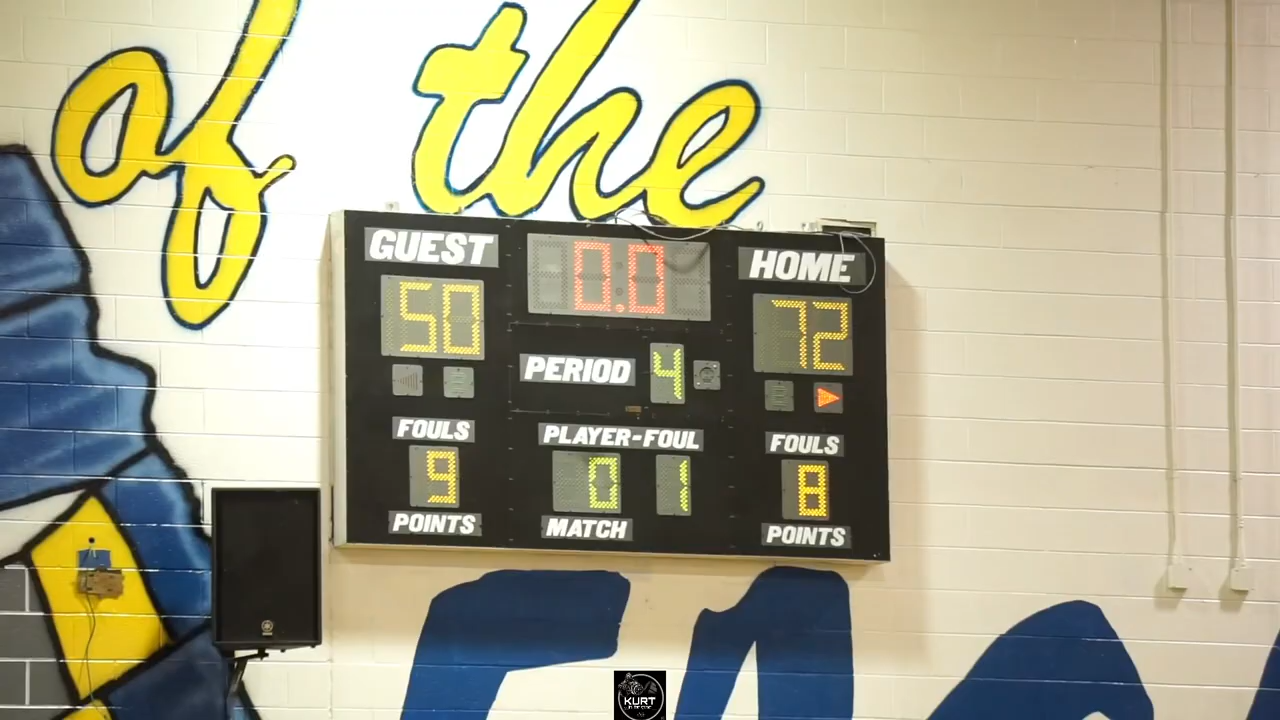 of the
GUEST
0.0
HOME
50
72
PERIOD 4
FOULS
PLAYER-FOUL
FOULS
9
0 1
8
POINTS
MATCH
POINTS
KURT